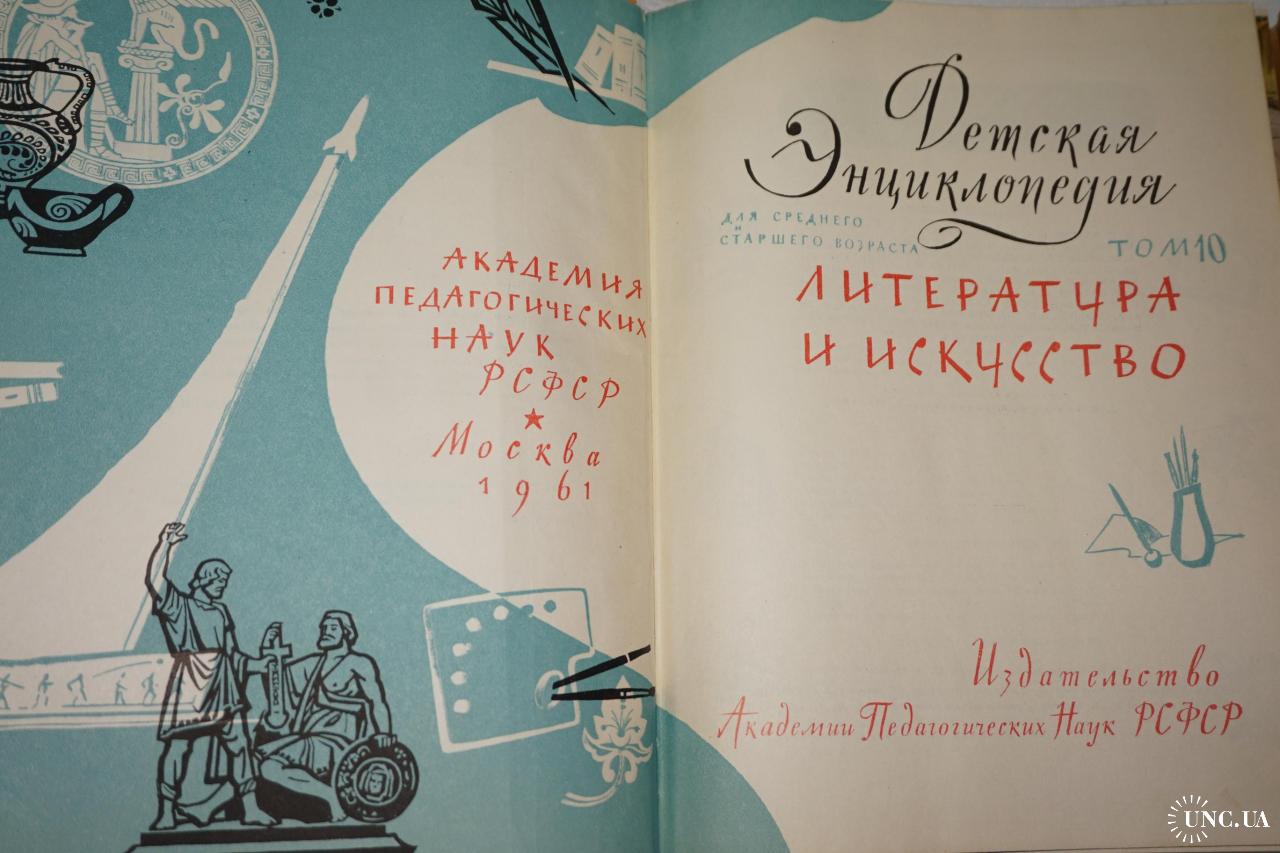 АКАДЕМИЯ
ПЕДАГОГИЧЕСКИХ
НАУК
РСФСР
Москва
1961
Детская
Энциклопедия
ДЛЯ СРЕДНЕГО
И
СТАРШЕГО ВОЗРАСТА
ТОМ 10
ЛИТЕРАТУРА
И ИСКУССТВО
Издательство
Академии Педагогических Наук РСФСР
UNC.UA